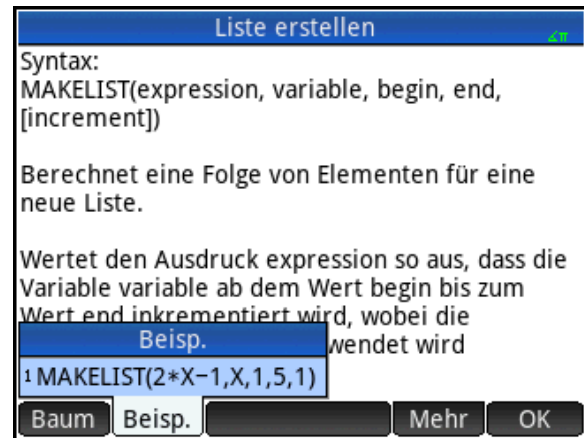 Liste erstellen
∡π
Syntax:
MAKELIST(expression, variable, begin, end,
[increment])
Berechnet eine Folge von Elementen für eine
neue Liste.
Wertet den Ausdruck expression so aus, dass die
Variable variable ab dem Wert begin bis zum
Wert end inkrementiert wird, wobei die
Beisp.
wendet wird
1 MAKELIST(2*X−1,X,1,5,1)
Baum Beisp. Mehr OK